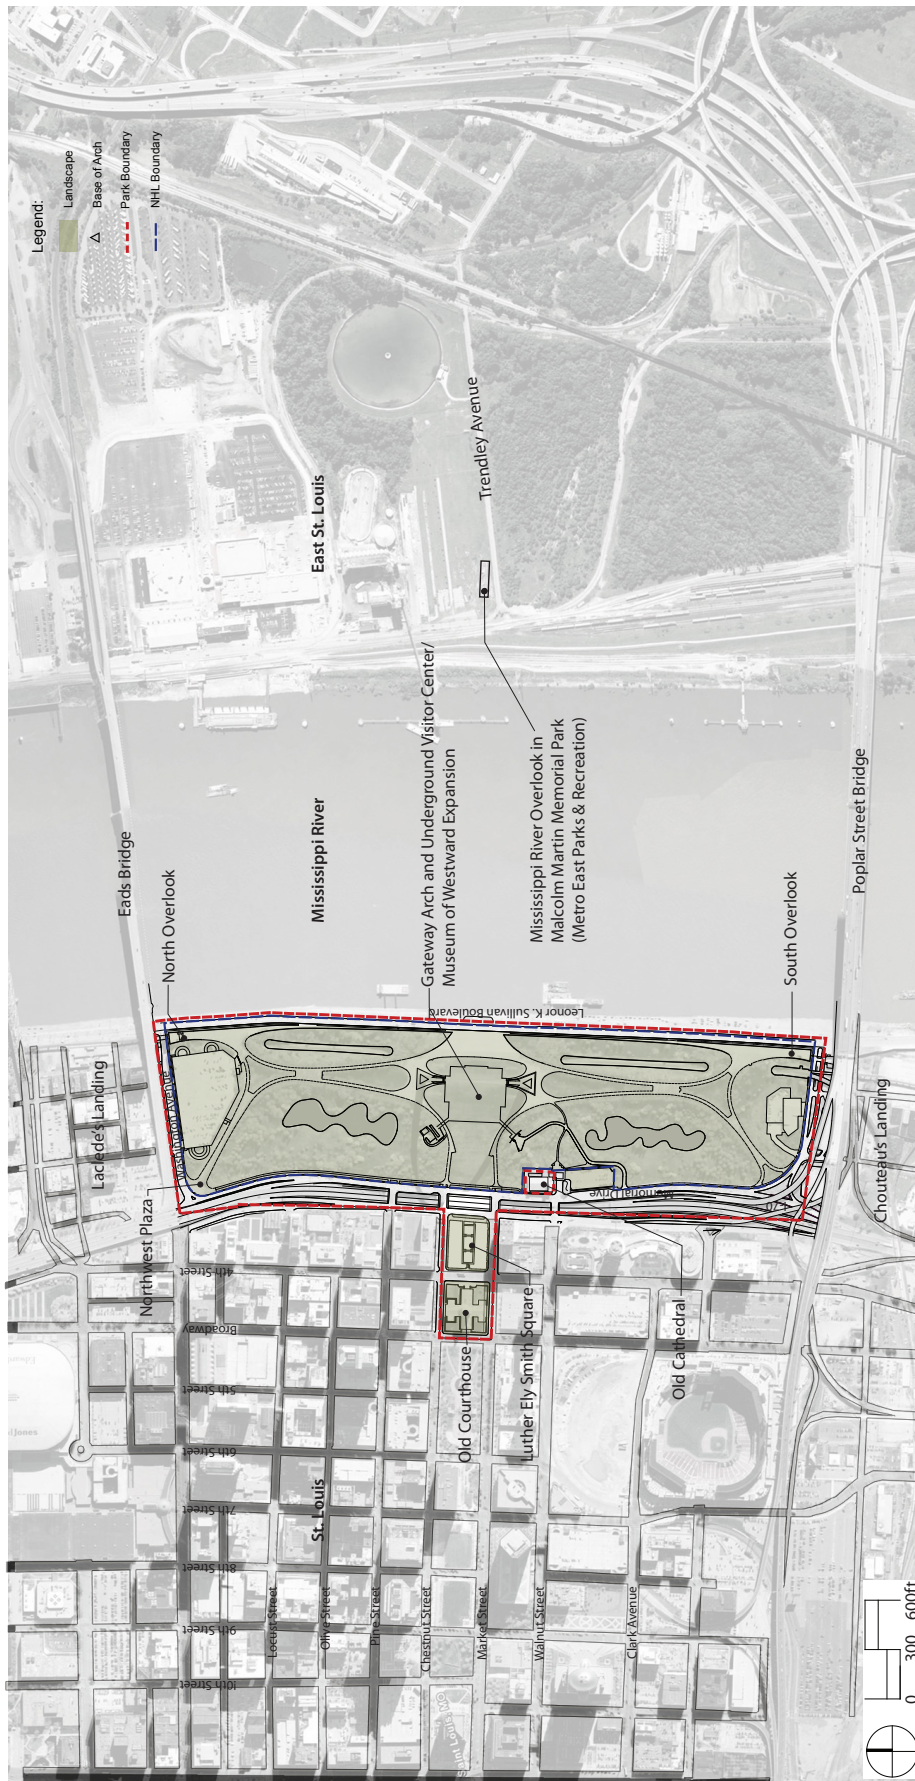 Legend:
Landscape
Base of Arch
Park Boundary
NHL Boundary
East St. Louis
Trendley Avenue
Mississippi River Overlook in
Malcolm Martin Memorial Park
(Metro East Parks & Recreation)
Gateway Arch and Underground Visitor Center/
Museum of Westward Expansion
Mississippi River
Eads Bridge
Poplar Street Bridge
North Overlook
South Overlook
Leonor K. Sullivan Boulevard
Laclede's Landing
Washington Avenue
Chouteau's Landing
Memorial Drive
I-70
Northwest Plaza
Old Courthouse
Luther Ely Smith Square
Old Cathedral
4th Street
Broadway
5th Street
6th Street
7th Street
8th Street
9th Street
10th Street
St. Louis
Locust Street
Olive Street
Pine Street
Chestnut Street
Market Street
Walnut Street
Clark Avenue
Saint Louis MO
0 300 600ft